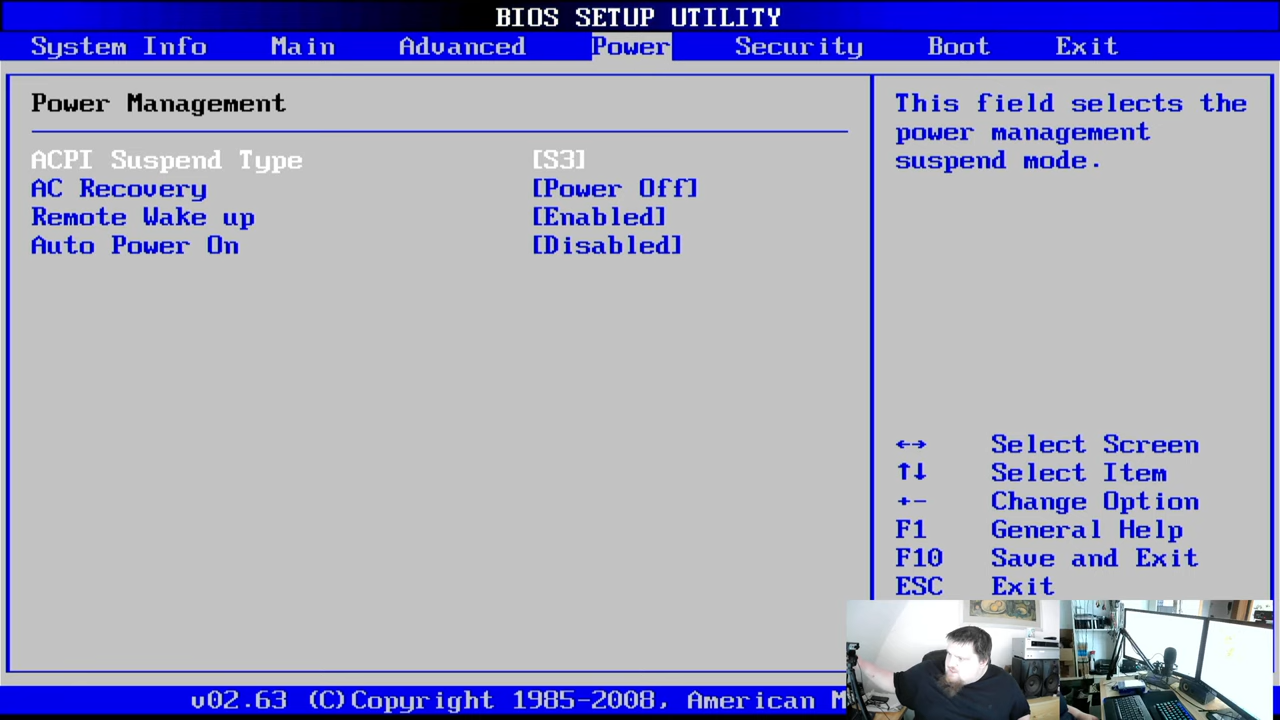 BIOS SETUP UTILITY
System Info Main Advanced Power Security Boot Exit
Power Management
ACPI Suspend Type [S3]
AC Recovery [Power Off]
Remote Wake up [Enabled]
Auto Power On [Disabled]
This field selects the
power management
suspend mode.
←→ Select Screen
↑↓ Select Item
+- Change Option
F1 General Help
F10 Save and Exit
ESC Exit
v02.63 (C)Copyright 1985-2008, American M